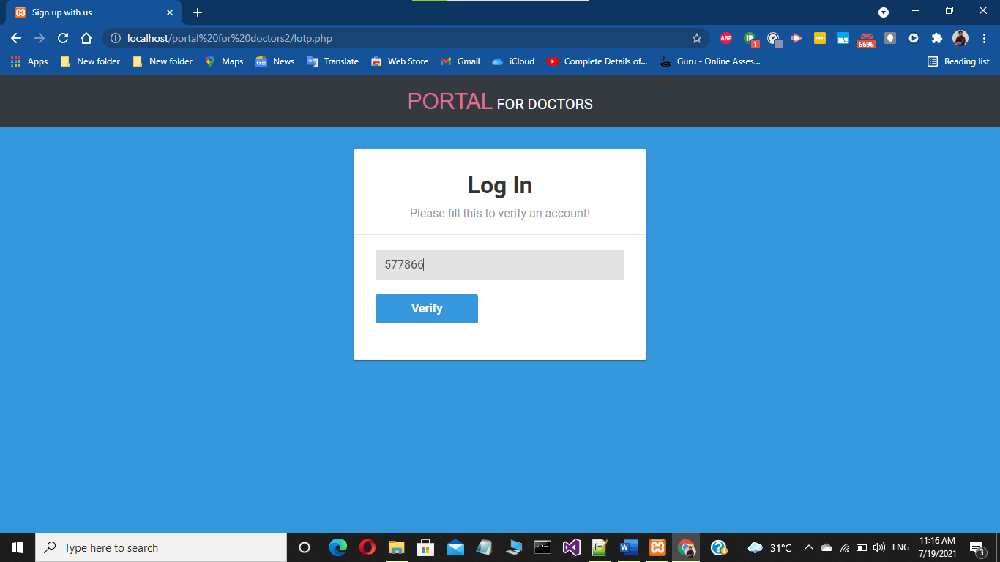 Sign up with us
localhost/portal%20for%20doctors2/lotp.php
ABP
1
6696
Apps
New folder
New folder
Maps
News
Translate
Web Store
Gmail
iCloud
Complete Details of...
Guru - Online Asses...
Reading list
PORTAL FOR DOCTORS
Log In
Please fill this to verify an account!
577866
Verify
Type here to search
31°C
ENG
11:16 AM
7/19/2021
3